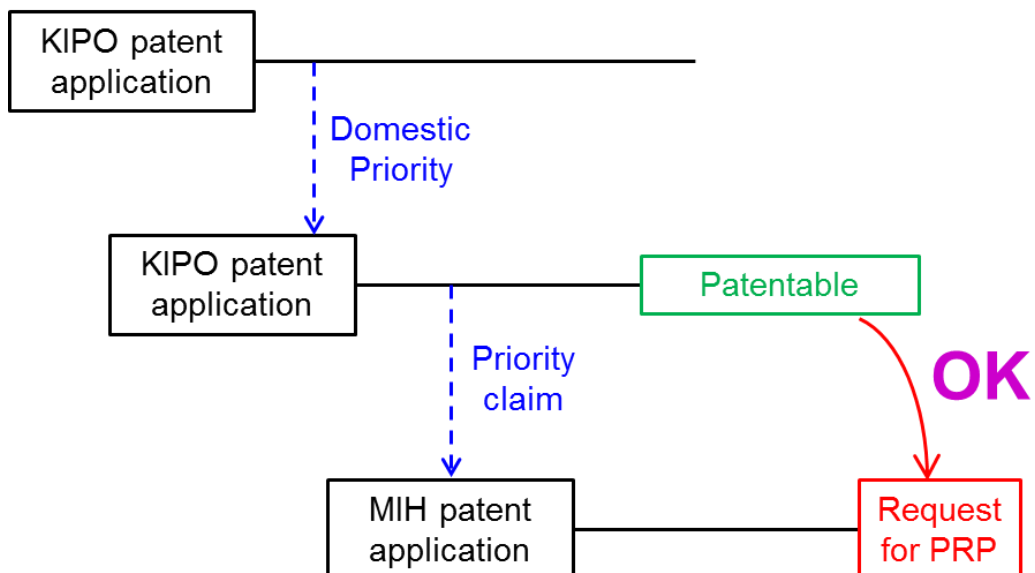 KIPO patent
application
Domestic
Priority
KIPO patent
application
Patentable
Priority
claim
OK
MIH patent
application
Request
for PRP